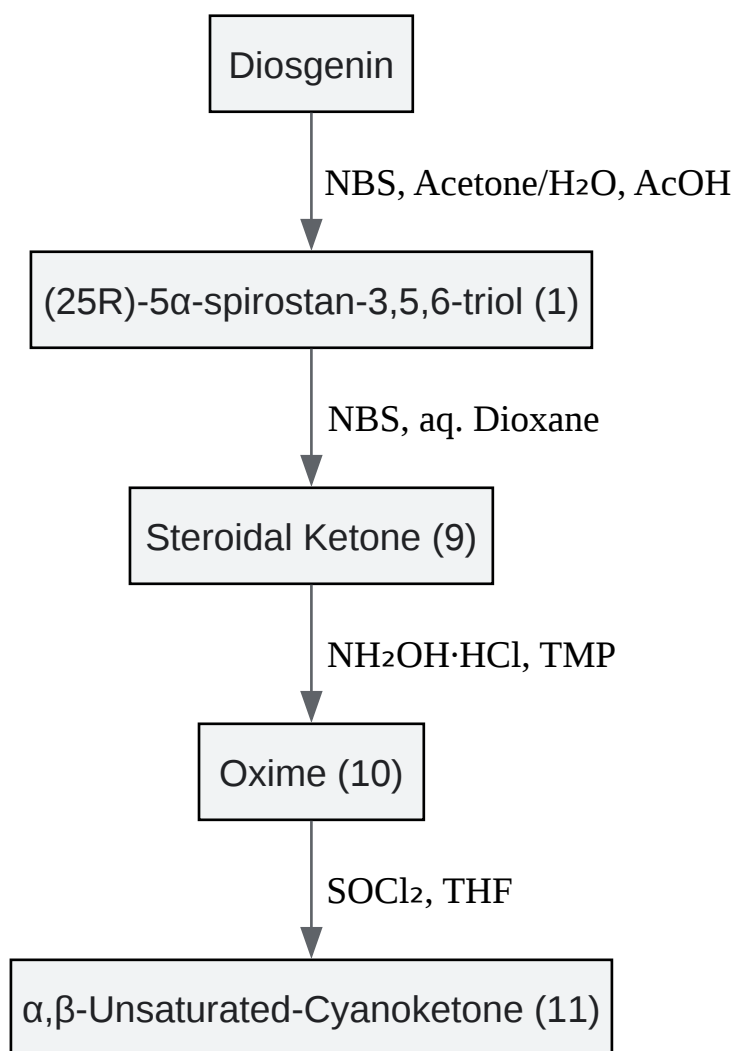 Diosgenin
NBS, Acetone/H₂O, AcOH
(25R)-5α-spirostan-3,5,6-triol (1)
NBS, aq. Dioxane
Steroidal Ketone (9)
NH₂OH·HCl, TMP
Oxime (10)
SOCl₂, THF
α,β-Unsaturated-Cyanoketone (11)